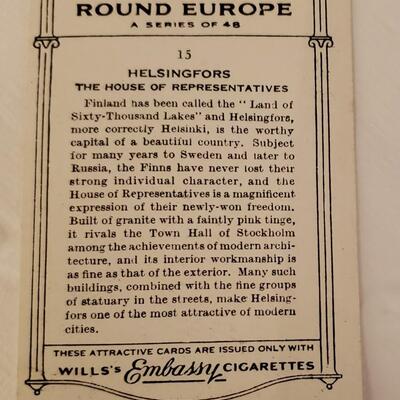 ROUND EUROPE
A SERIES OF 48
15
HELSINGFORS
THE HOUSE OF REPRESENTATIVES
Finland has been called the "Land of
Sixty-Thousand Lakes" and Helsingfors,
more correctly Helsinki, is the worthy
capital of a beautiful country. Subject
for many years to Sweden and later to
Russia, the Finns have never lost their
strong individual character, and the
House of Representatives is a magnificent
expression of their newly-won freedom.
Built of granite with a faintly pink tinge,
it rivals the Town Hall of Stockholm
among the achievements of modern archi-
tecture, and its interior workmanship is
as fine as that of the exterior. Many such
buildings, combined with the fine groups
of statuary in the streets, make Helsing-
fors one of the most attractive of modern
cities.
THESE ATTRACTIVE CARDS ARE ISSUED ONLY WITH
WILLS'S Embassy CIGARETTES